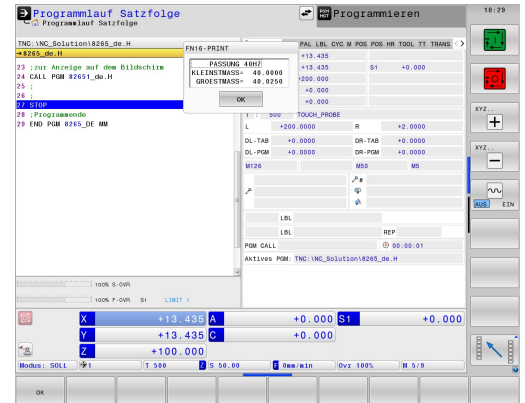 Programmlauf Satzfolge
Programmlauf Satzfolge
PGM
MGT
Programmieren
10:29
TNC:\NC_Solution\8265_de.H
→8265_de.H
23 ;zur Anzeige auf dem Bildschirm
24 CALL PGM 82651_de.H
25 ;
26 ;
27 STOP
28 ;Programmende
29 END PGM 8265_DE MM
FN16-PRINT
PASSUNG 40H7
KLEINSTMASS= 40.0000
GROESTMASS= 40.0250
OK
PAL LBL CYC M POS POS HR TOOL TT TRANS
+13.435
+13.435 S1 +0.000
+200.000
+0.000
+0.000
T : 500 TOUCH_PROBE
L +200.0000 R +2.0000
DL-TAB +0.0000 DR-TAB +0.0000
DL-PGM +0.0000 DR-PGM +0.0000
M126 M50 M5
P#
P
LBL
LBL REP
PGM CALL 00:00:01
Aktives PGM: TNC:\NC_Solution\8265_de.H
100% S-OVR
100% F-OVR S1 LIMIT 1
X +13.435 A +0.000 S1 +0.000
Y +13.435 C +0.000
Z +100.000
Modus: SOLL 1 T 500 Z S 50.00 F 0mm/min Ovr 100% M 5/9
XYZ..
XYZ..
AUS EIN
OK